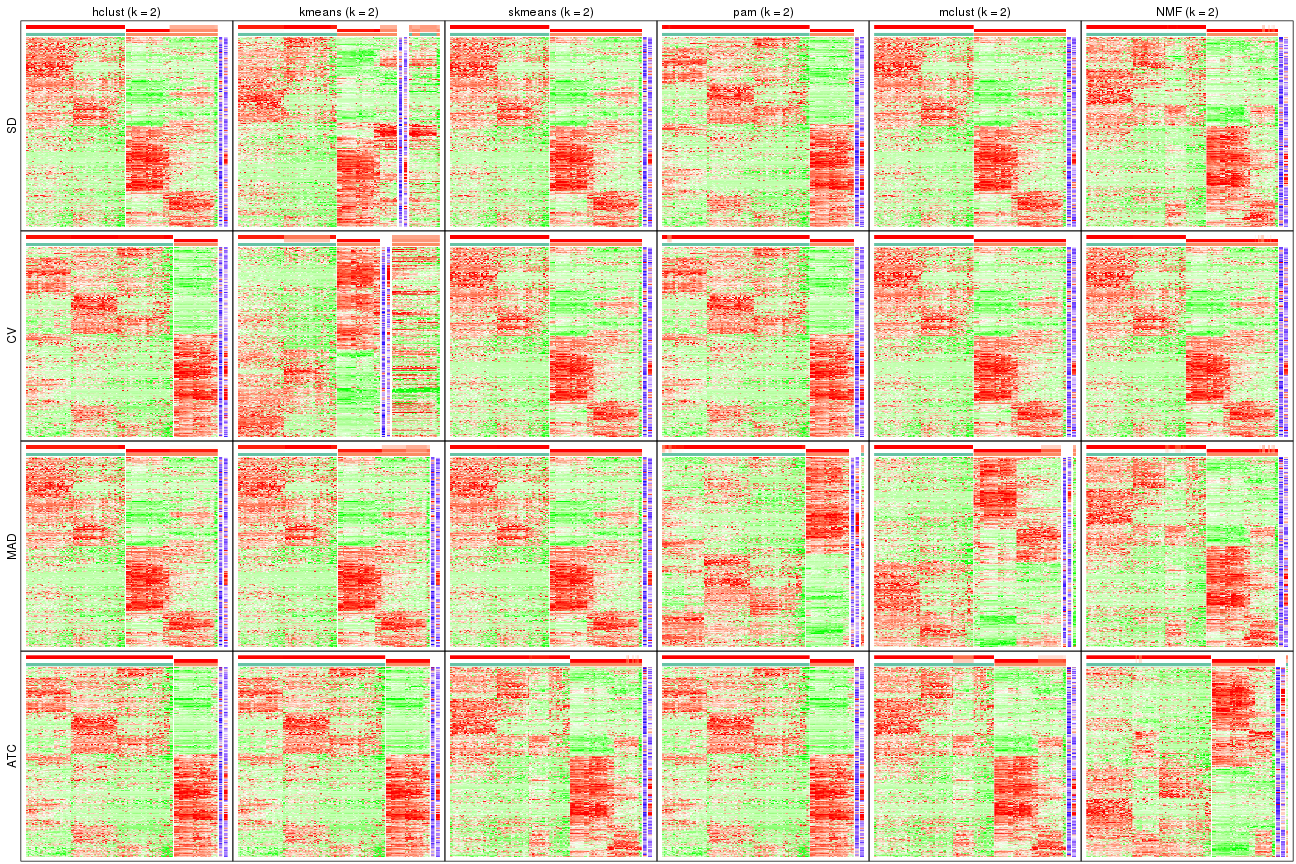 hclust (k = 2) kmeans (k = 2) skmeans (k = 2) pam (k = 2) mclust (k = 2) NMF (k = 2)
SD
CV
MAD
ATC